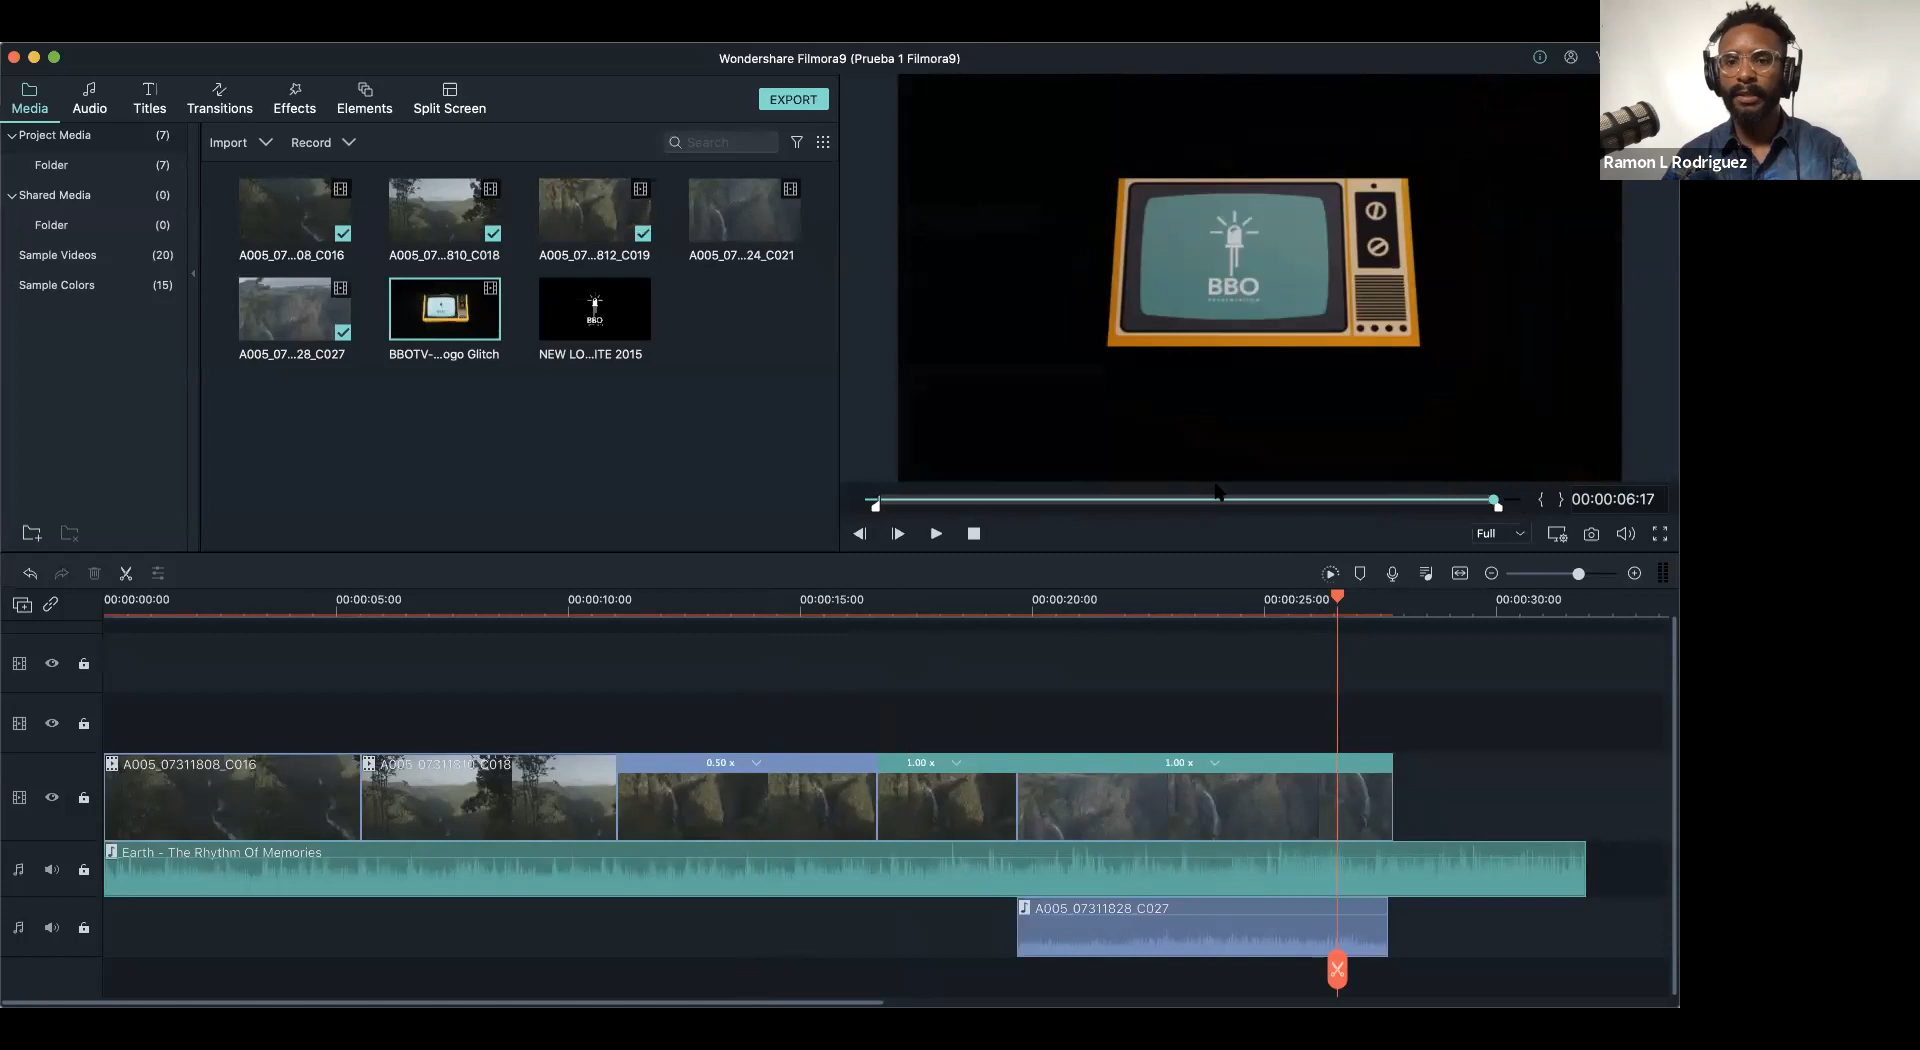 Wondershare Filmora9 (Prueba 1 Filmora9)
Ramon L Rodriguez
Media
Audio
Titles
Transitions
Effects
Elements
Split Screen
EXPORT
Project Media (7)
Folder (7)
Shared Media (0)
Folder (0)
Sample Videos (20)
Sample Colors (15)
Import
Record
Search
A005_07...08_C016
A005_07...810_C018
A005_07...812_C019
A005_07...24_C021
A005_07...28_C027
BBOTV-...ogo Glitch
BBO
NEW LO...ITE 2015
BBO
{ } 00:00:06:17
Full
00:00:00:00
00:00:05:00
00:00:10:00
00:00:15:00
00:00:20:00
00:00:25:00
00:00:30:00
A005_07311808_C016
A005_07311810_C018
0.50 x
1.00 x
1.00 x
Earth - The Rhythm Of Memories
A005_07311828_C027